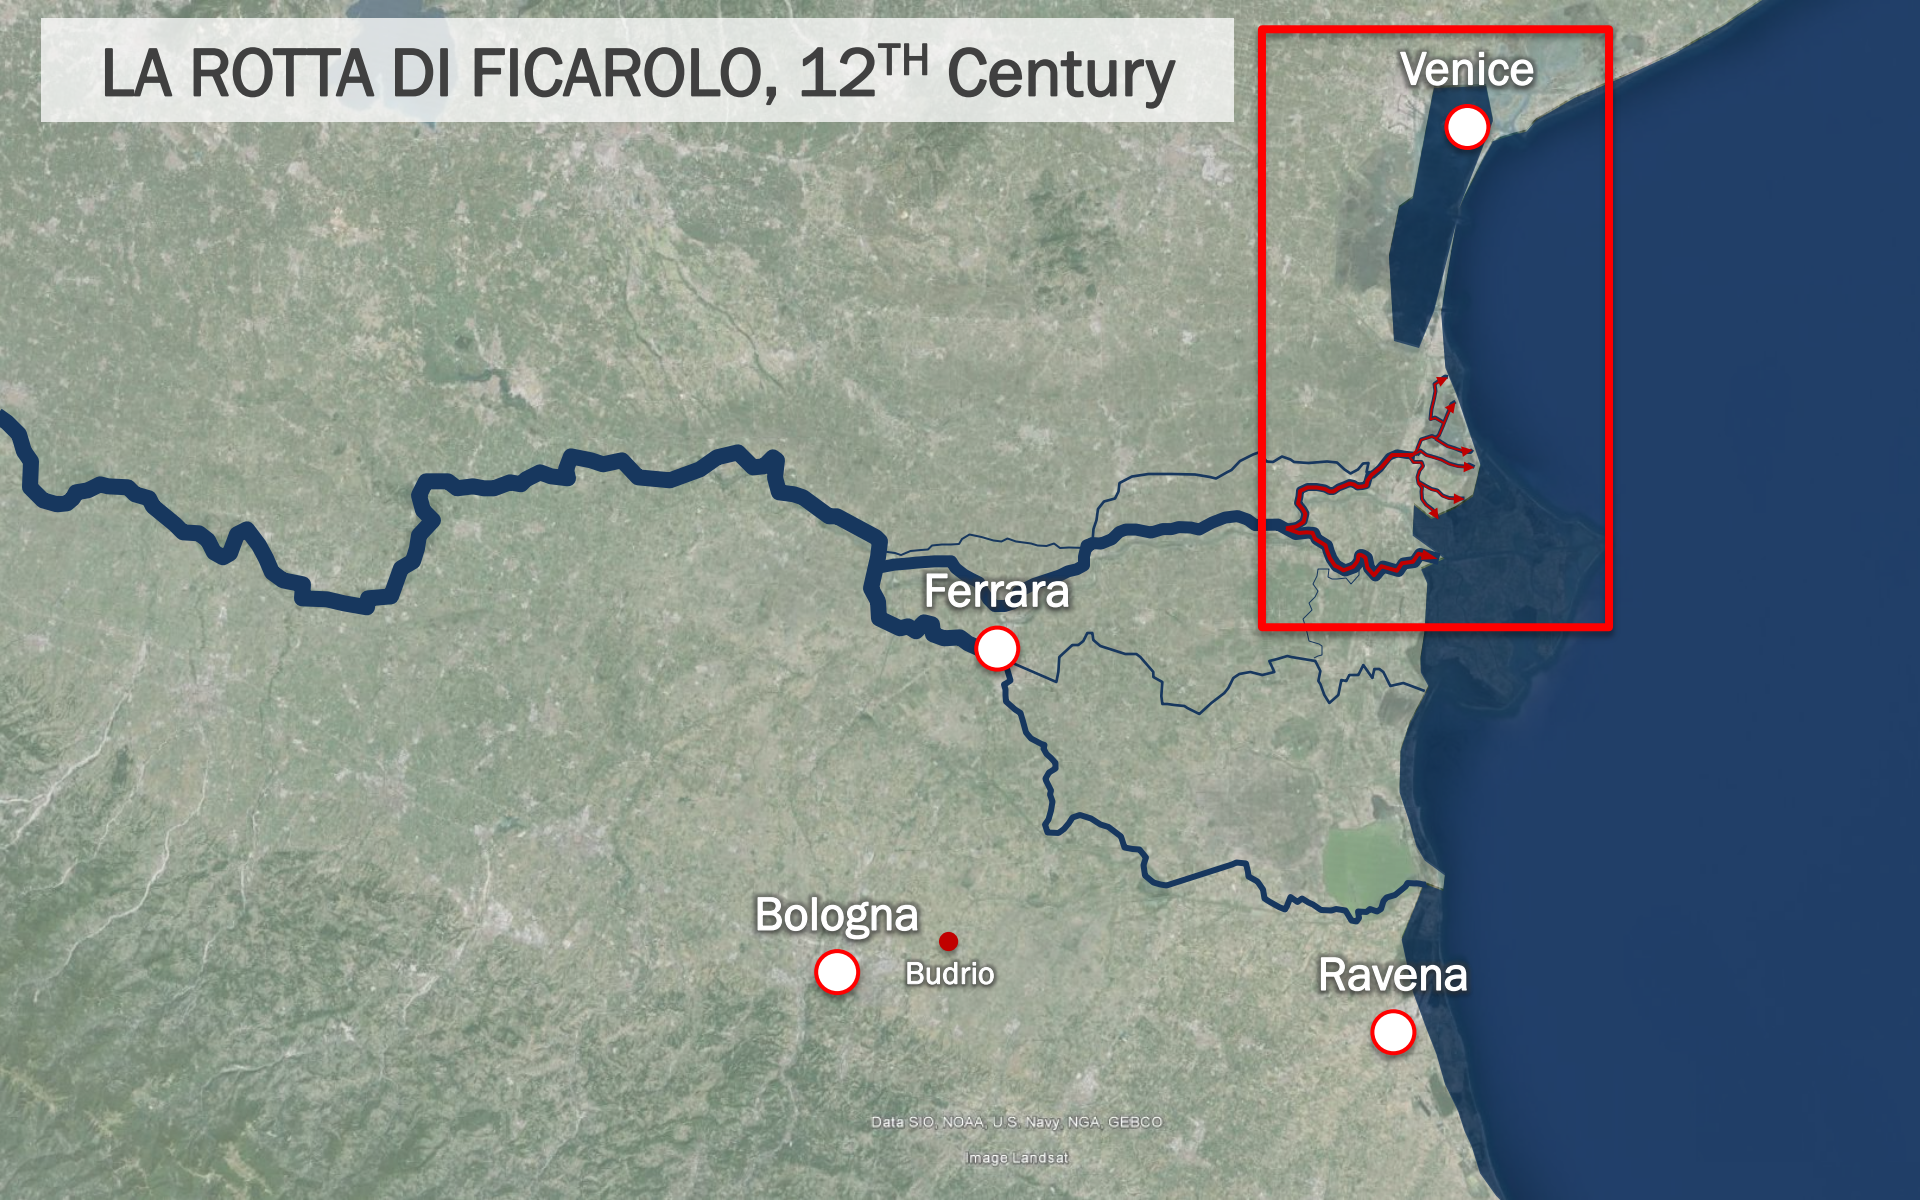 LA ROTTA DI FICAROLO, 12TH Century
Venice
Ferrara
Bologna
Budrio
Ravena
Data SIO, NOAA, U.S. Navy, NGA, GEBCO
Image Landsat